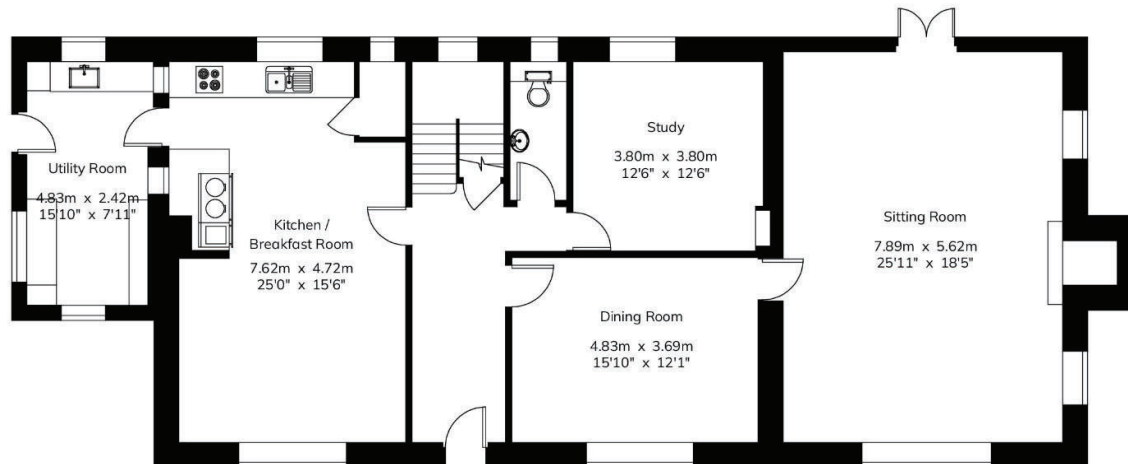 Utility Room
4.83m x 2.42m
15'10" x 7'11"
Kitchen /
Breakfast Room
7.62m x 4.72m
25'0" x 15'6"
Study
3.80m x 3.80m
12'6" x 12'6"
Dining Room
4.83m x 3.69m
15'10" x 12'1"
Sitting Room
7.89m x 5.62m
25'11" x 18'5"